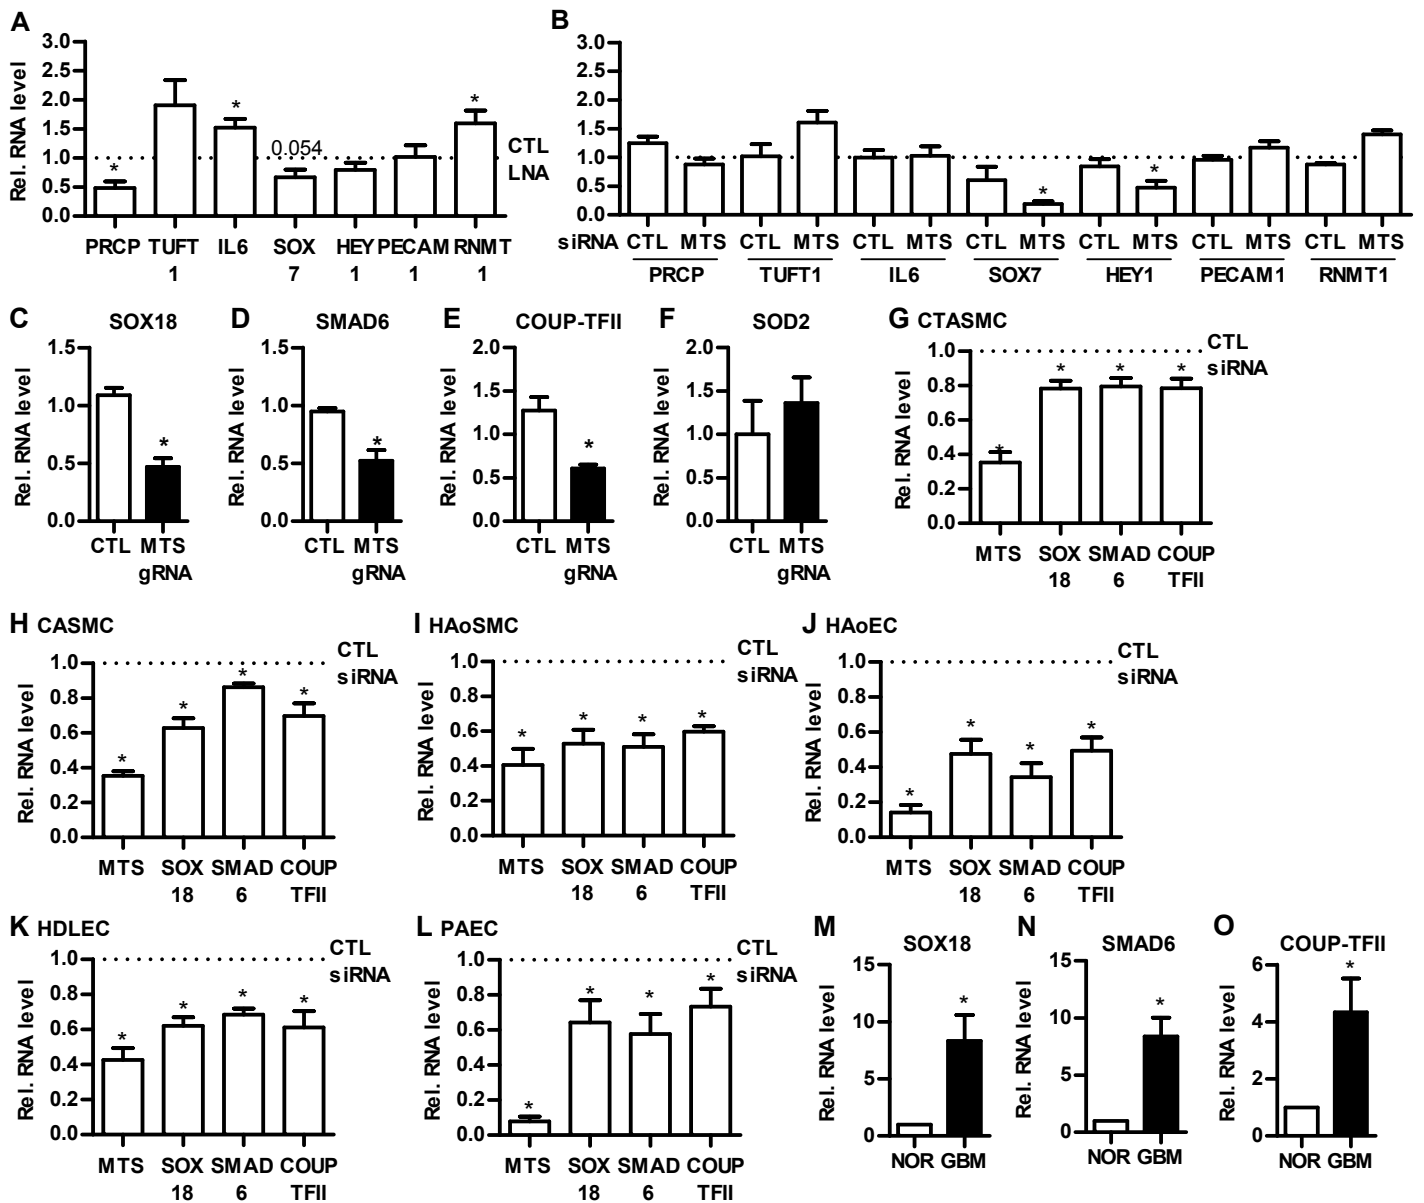 A
Rel. RNA level
3.0
2.5
2.0
1.5
1.0
0.5
0.0
*
*
0.054
*
CTL
LNA
PRCP TUFT IL6 SOX HEY PECAM RNMT
1 7 1 1 1
B
Rel. RNA level
3.0
2.5
2.0
1.5
1.0
0.5
0.0
* *
siRNA CTL MTS CTL MTS CTL MTS CTL MTS CTL MTS CTL MTS CTL MTS
PRCP TUFT1 IL6 SOX7 HEY1 PECAM1 RNMT1
C SOX18
Rel. RNA level
1.5
1.0
0.5
0.0
*
CTL MTS
gRNA
D SMAD6
Rel. RNA level
1.5
1.0
0.5
0.0
*
CTL MTS
gRNA
E COUP-TFII
Rel. RNA level
2.0
1.5
1.0
0.5
0.0
*
CTL MTS
gRNA
F SOD2
Rel. RNA level
2.0
1.5
1.0
0.5
0.0
CTL MTS
gRNA
G CTASMC
CTL
siRNA
Rel. RNA level
1.0
0.8
0.6
0.4
0.2
0.0
* * * *
MTS SOX SMAD COUP
18 6 TFII
H CASMC
CTL
siRNA
Rel. RNA level
1.0
0.8
0.6
0.4
0.2
0.0
* * * *
MTS SOX SMAD COUP
18 6 TFII
I HAoSMC
CTL
siRNA
Rel. RNA level
1.0
0.8
0.6
0.4
0.2
0.0
* * * *
MTS SOX SMAD COUP
18 6 TFII
J HAoEC
CTL
siRNA
Rel. RNA level
1.0
0.8
0.6
0.4
0.2
0.0
* * * *
MTS SOX SMAD COUP
18 6 TFII
K HDLEC
CTL
siRNA
Rel. RNA level
1.0
0.8
0.6
0.4
0.2
0.0
* * * *
MTS SOX SMAD COUP
18 6 TFII
L PAEC
CTL
siRNA
Rel. RNA level
1.0
0.8
0.6
0.4
0.2
0.0
* * * *
MTS SOX SMAD COUP
18 6 TFII
M SOX18
Rel. RNA level
15
10
5
0
*
NOR GBM
N SMAD6
Rel. RNA level
15
10
5
0
*
NOR GBM
O COUP-TFII
Rel. RNA level
6
4
2
0
*
NOR GBM